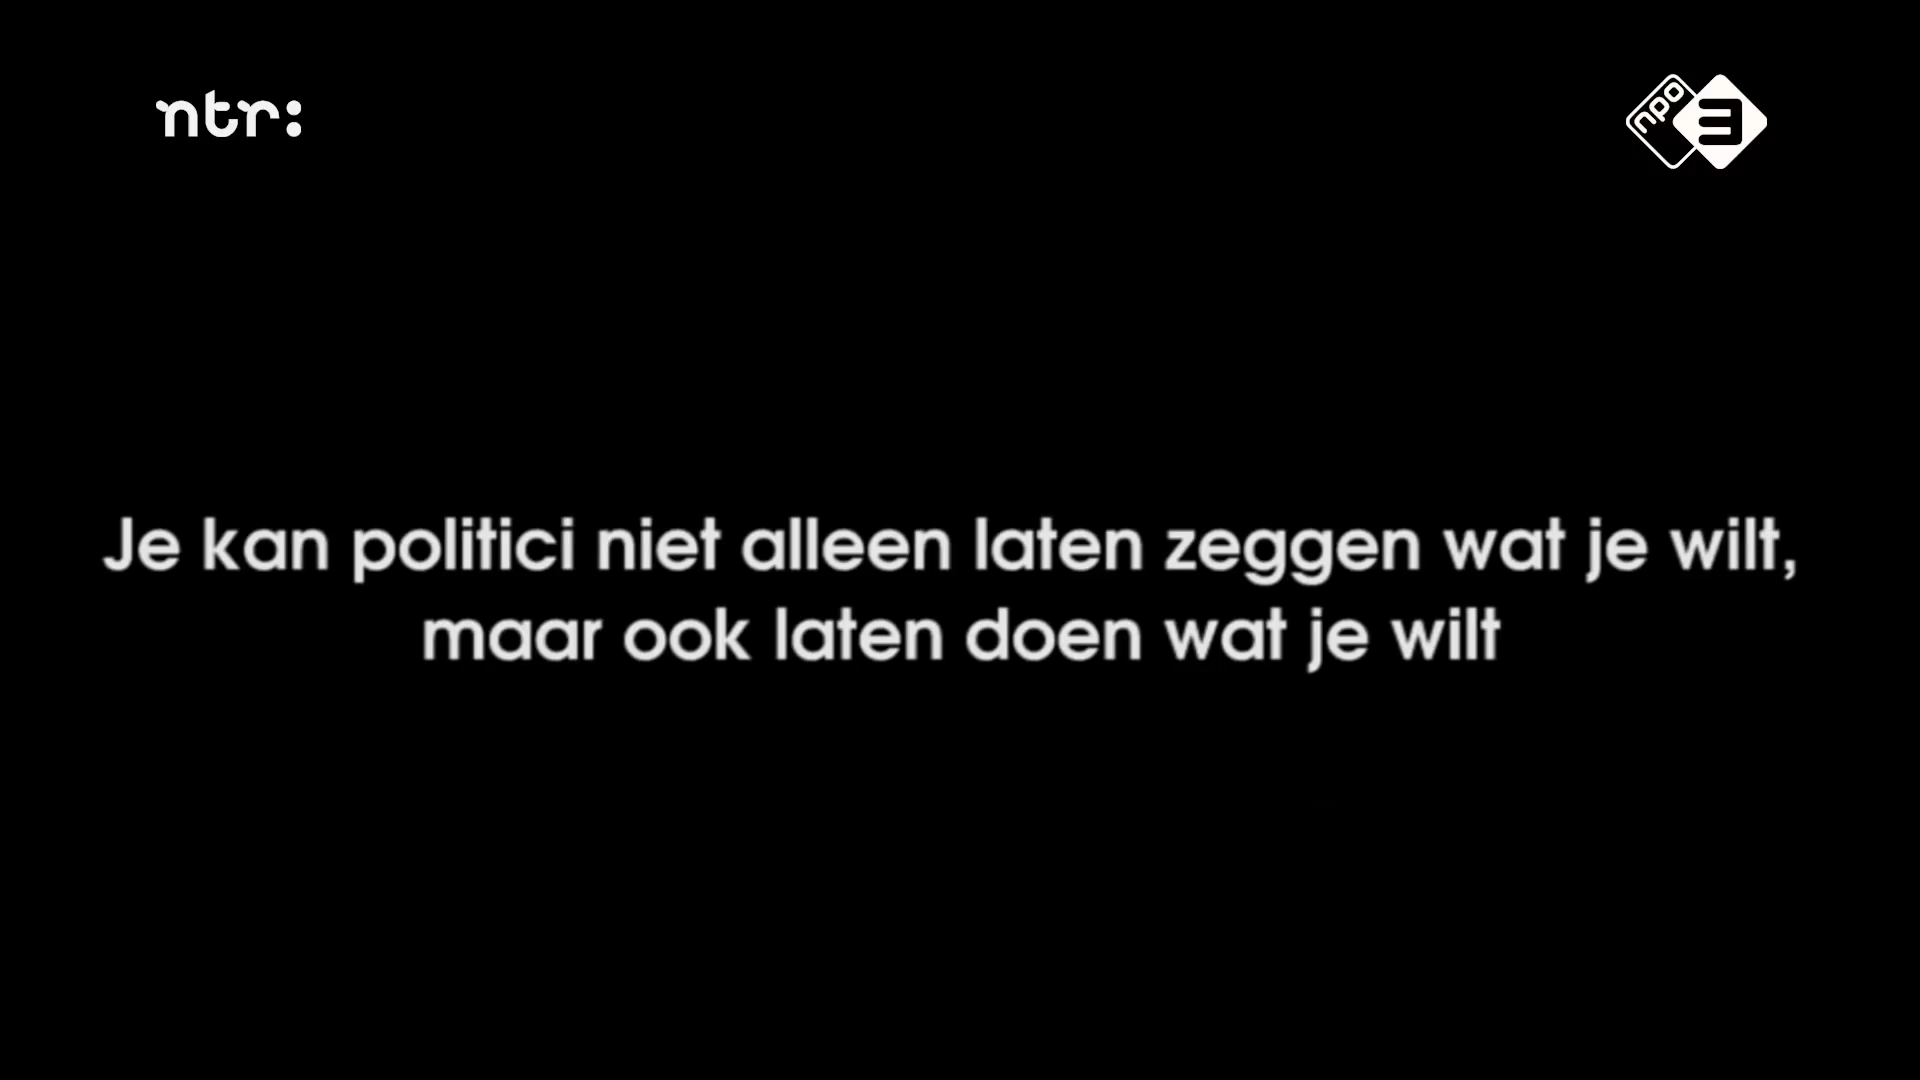 ntr:
npo 3
Je kan politici niet alleen laten zeggen wat je wilt,
maar ook laten doen wat je wilt